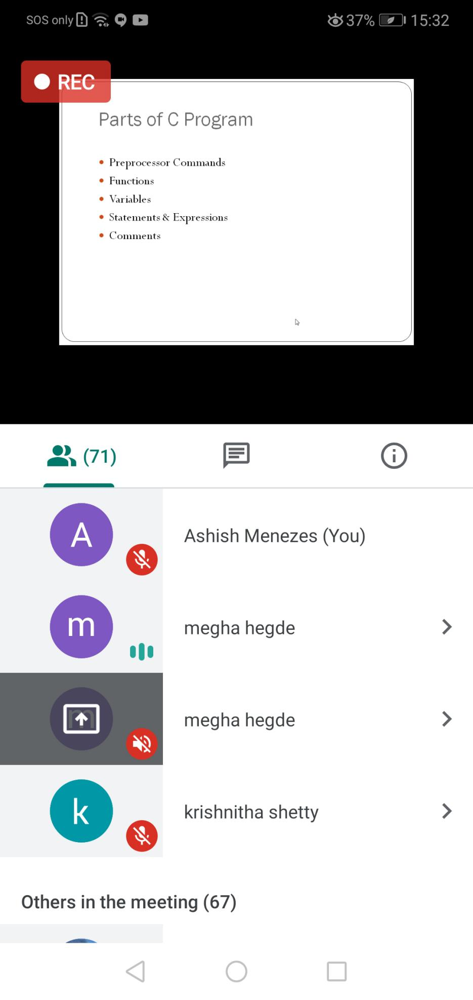 SOS only 37% 15:32
REC
Parts of C Program
Preprocessor Commands
Functions
Variables
Statements & Expressions
Comments
(71)
A
Ashish Menezes (You)
m
megha hegde
m
megha hegde
k
krishnitha shetty
Others in the meeting (67)